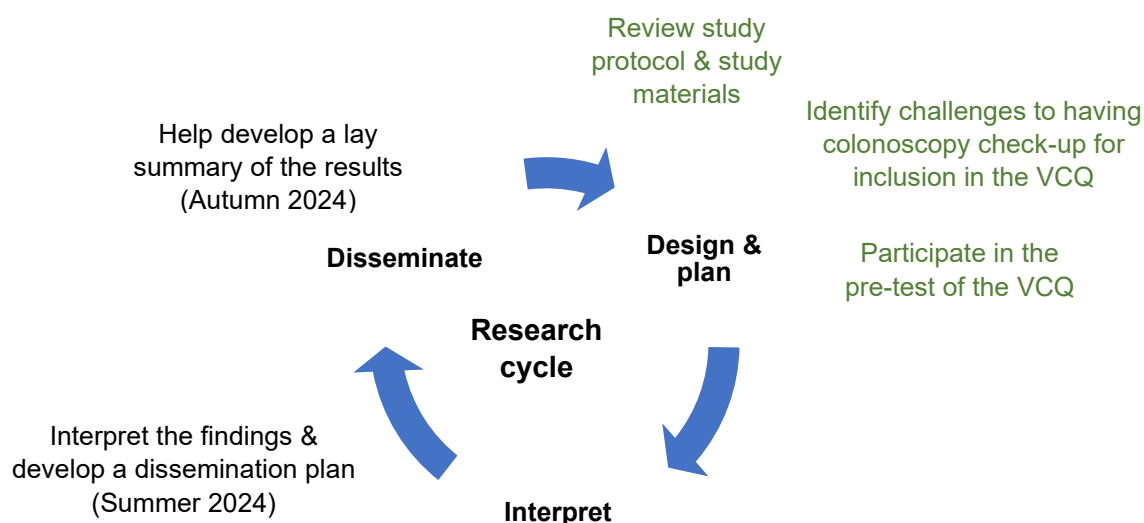 Review study
protocol & study
materials
Identify challenges to having
colonoscopy check-up for
inclusion in the VCQ
Help develop a lay
summary of the results
(Autumn 2024)
Disseminate
Design &
plan
Participate in the
pre-test of the VCQ
Research
cycle
Interpret the findings &
develop a dissemination plan
(Summer 2024)
Interpret